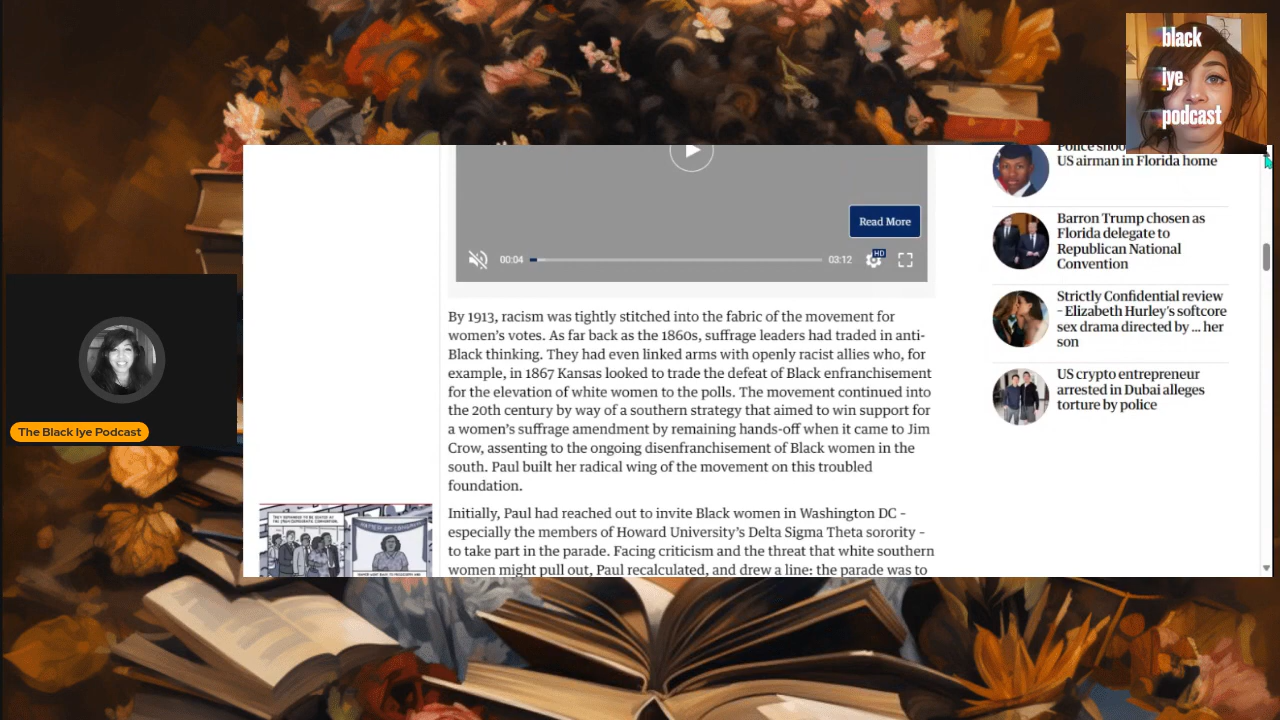 black
iye
podcast
Read More
00:04
03:12
HD
By 1913, racism was tightly stitched into the fabric of the movement for
women's votes. As far back as the 1860s, suffrage leaders had traded in anti-
Black thinking. They had even linked arms with openly racist allies who, for
example, in 1867 Kansas looked to trade the defeat of Black enfranchisement
for the elevation of white women to the polls. The movement continued into
the 20th century by way of a southern strategy that aimed to win support for
a women's suffrage amendment by remaining hands-off when it came to Jim
Crow, assenting to the ongoing disenfranchisement of Black women in the
south. Paul built her radical wing of the movement on this troubled
foundation.
Initially, Paul had reached out to invite Black women in Washington DC –
especially the members of Howard University's Delta Sigma Theta sorority –
to take part in the parade. Facing criticism and the threat that white southern
women might pull out, Paul recalculated, and drew a line: the parade was to
Police
US airman in Florida home
Barron Trump chosen as
Florida delegate to
Republican National
Convention
Strictly Confidential review
– Elizabeth Hurley's softcore
sex drama directed by ... her
son
US crypto entrepreneur
arrested in Dubai alleges
torture by police
The Black Iye Podcast